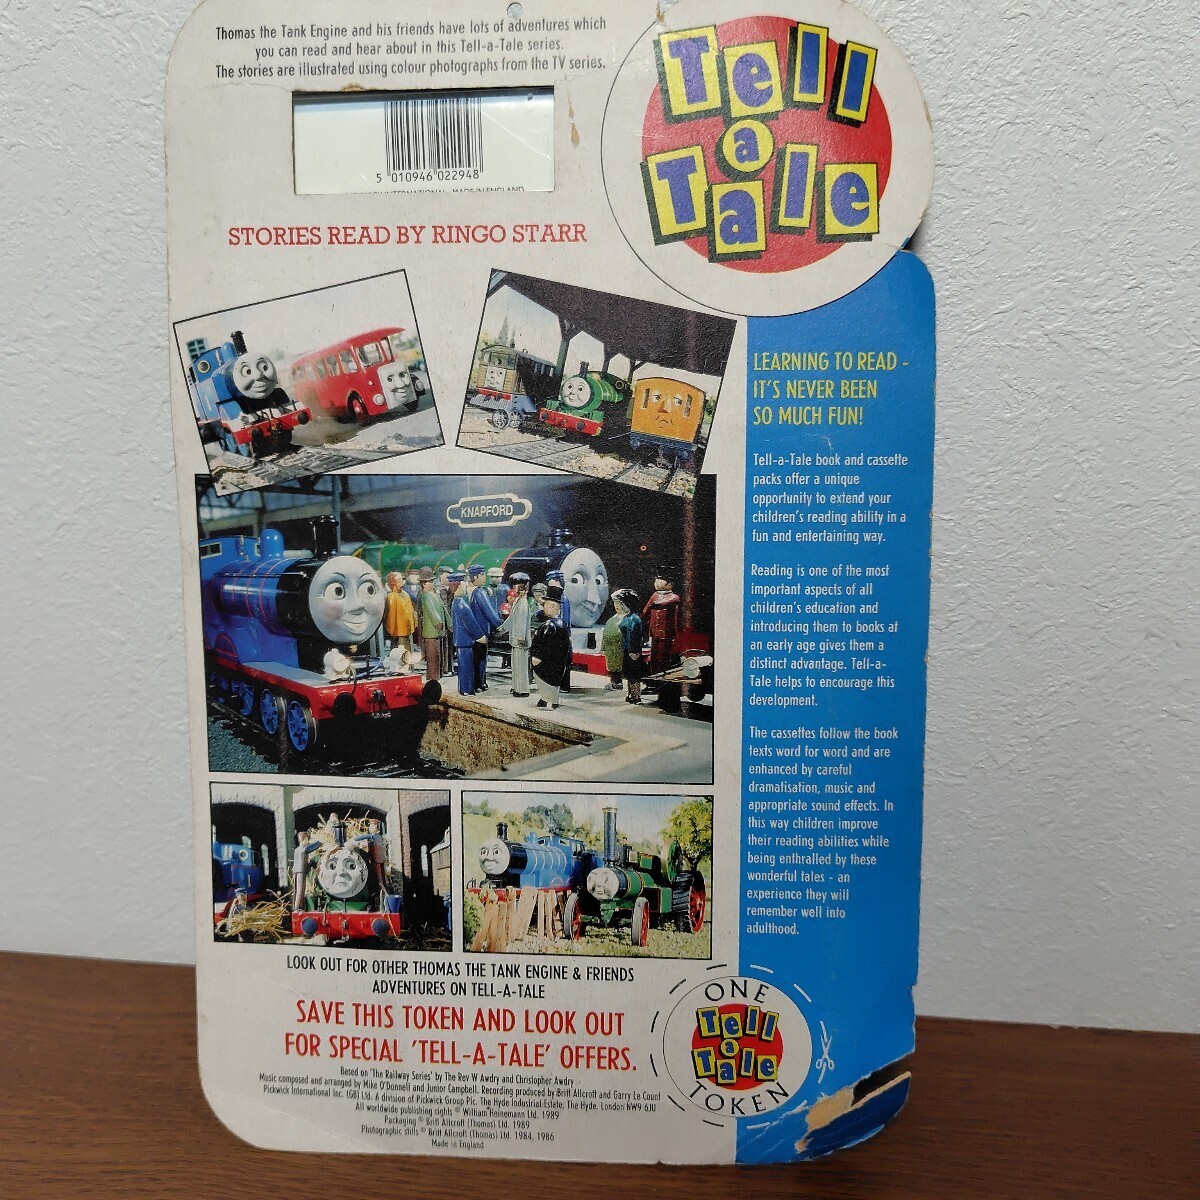 Thomas the Tank Engine and his friends have lots of adventures which
you can read and hear about in this Tell-a-Tale series.
The stories are illustrated using colour photographs from the TV series.
5 010946 022948
INTERNATIONAL MADE IN ENGLAND
Tell
a
Tale
STORIES READ BY RINGO STARR
KNAPFORD
LEARNING TO READ -
IT'S NEVER BEEN
SO MUCH FUN!
Tell-a-Tale book and cassette
packs offer a unique
opportunity to extend your
children's reading ability in a
fun and entertaining way.
Reading is one of the most
important aspects of all
children's education and
introducing them to books at
an early age gives them a
distinct advantage. Tell-a-
Tale helps to encourage this
development.
The cassettes follow the book
texts word for word and are
enhanced by careful
dramatisation, music and
appropriate sound effects. In
this way children improve
their reading abilities while
being enthralled by these
wonderful tales - an
experience they will
remember well into
adulthood.
LOOK OUT FOR OTHER THOMAS THE TANK ENGINE & FRIENDS
ADVENTURES ON TELL-A-TALE
SAVE THIS TOKEN AND LOOK OUT
FOR SPECIAL 'TELL-A-TALE' OFFERS.
Based on 'The Railway Series' by The Rev W Awdry and Christopher Awdry
Music composed and arranged by Mike O'Donnell and Junior Campbell. Recording produced by Britt Allcroft and Garry Le Count
Pickwick International Inc. (GB) Ltd. A division of Pickwick Group Plc. The Hyde Industrial Estate, The Hyde. London NW9 6JU
All worldwide publishing rights © William Heinemann Ltd. 1989
Packaging © Britt Allcroft (Thomas) Ltd. 1989
Photographic stills © Britt Allcroft (Thomas) Ltd. 1984, 1986
Made in England
ONE
Tell
a
Tale
TOKEN